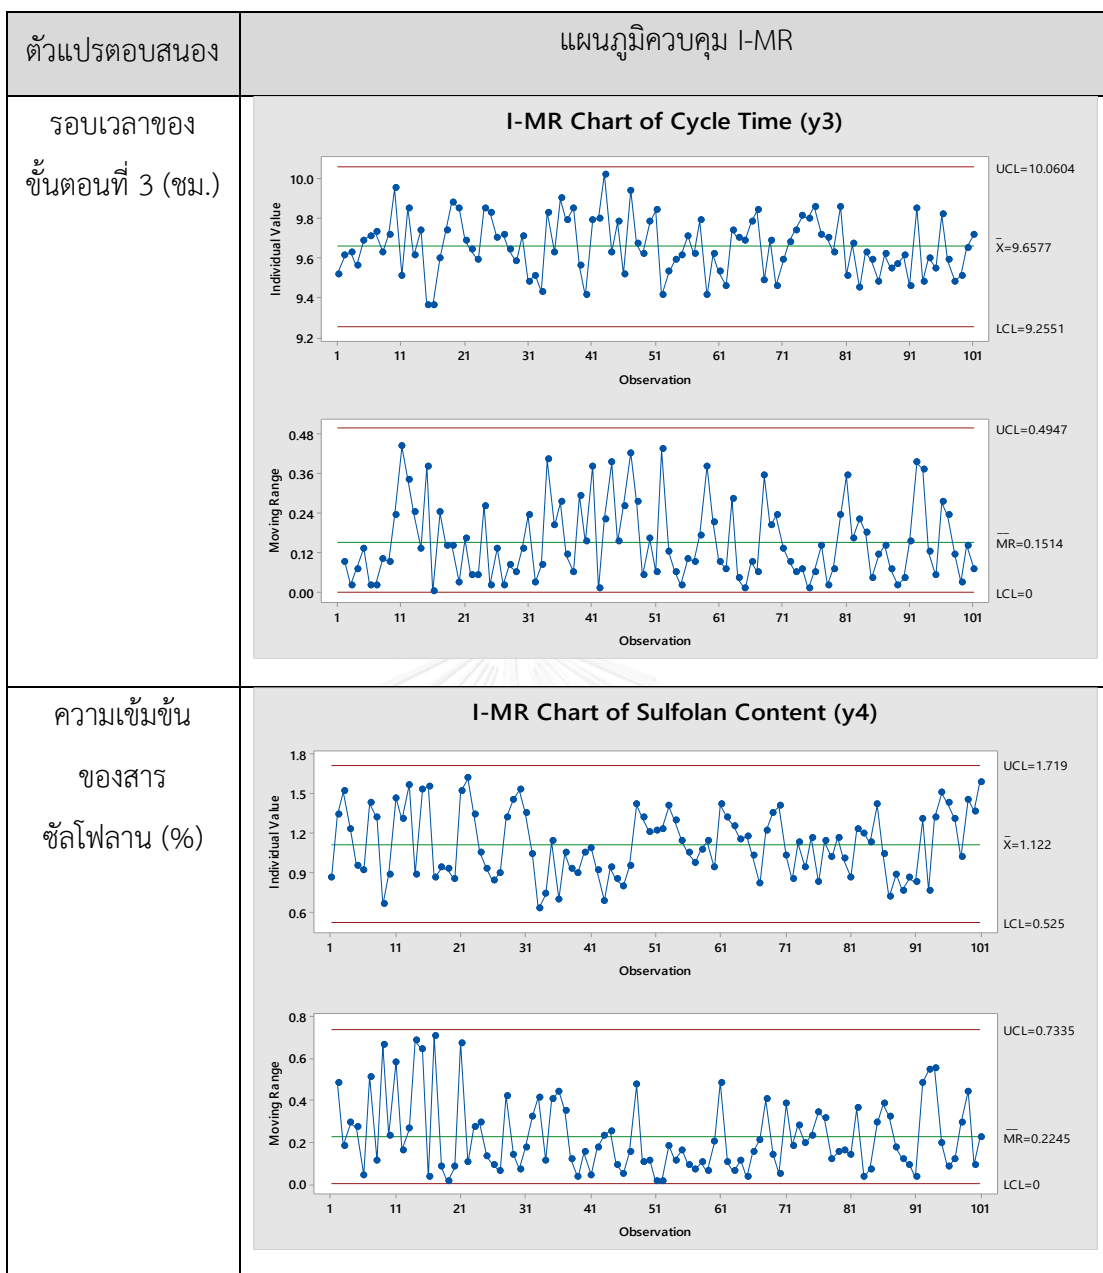 ตัวแปรตอบสนอง
แผนภูมิควบคุม I-MR
รอบเวลาของ
ขั้นตอนที่ 3 (ชม.)
I-MR Chart of Cycle Time (y3)
Individual Value
10.0
9.8
9.6
9.4
9.2
UCL=10.0604
X̄=9.6577
LCL=9.2551
1 11 21 31 41 51 61 71 81 91 101
Observation
Moving Range
0.48
0.36
0.24
0.12
0.00
UCL=0.4947
M̅R̅=0.1514
LCL=0
1 11 21 31 41 51 61 71 81 91 101
Observation
ความเข้มข้น
ของสาร
ซัลโฟลาน (%)
I-MR Chart of Sulfolan Content (y4)
Individual Value
1.8
1.5
1.2
0.9
0.6
UCL=1.719
X̄=1.122
LCL=0.525
1 11 21 31 41 51 61 71 81 91 101
Observation
Moving Range
0.8
0.6
0.4
0.2
0.0
UCL=0.7335
M̅R̅=0.2245
LCL=0
1 11 21 31 41 51 61 71 81 91 101
Observation